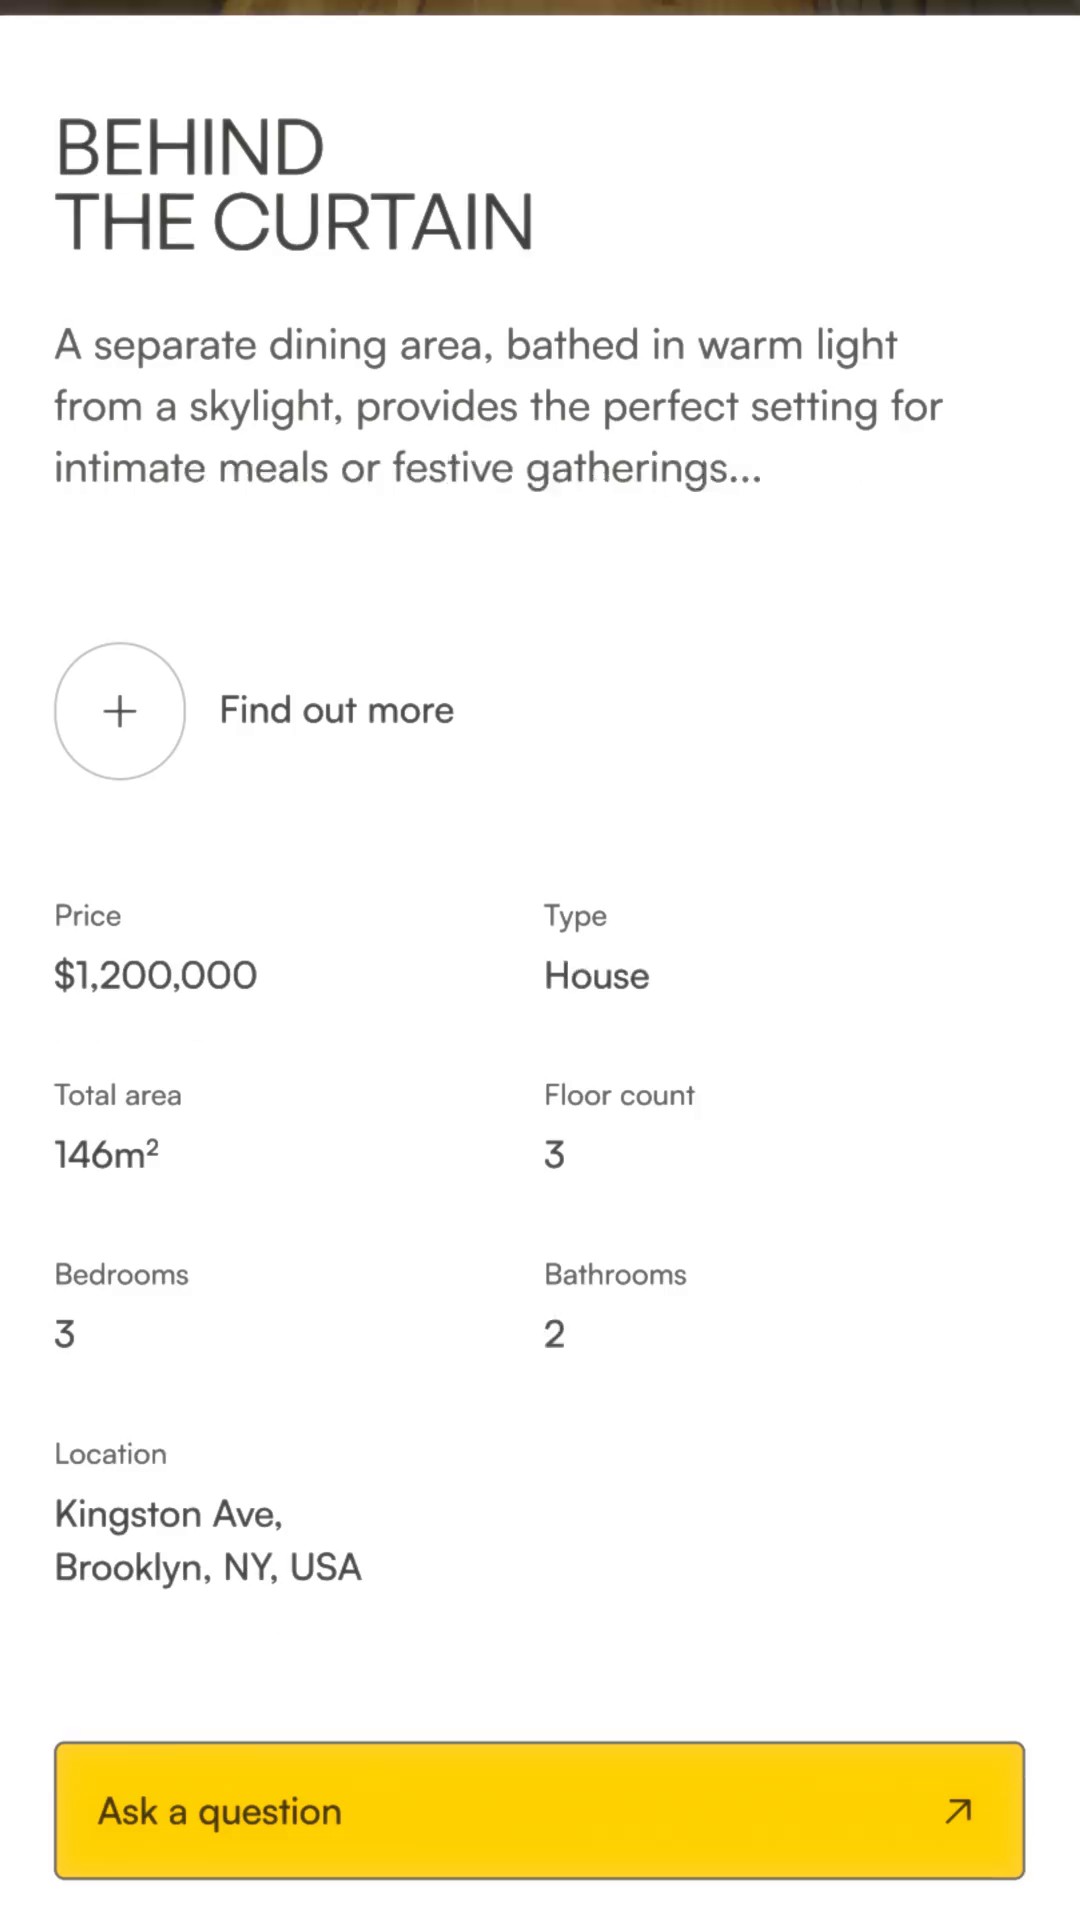 BEHIND
THE CURTAIN
A separate dining area, bathed in warm light
from a skylight, provides the perfect setting for
intimate meals or festive gatherings...
Find out more
Price
$1,200,000
Type
House
Total area
146m²
Floor count
3
Bedrooms
3
Bathrooms
2
Location
Kingston Ave,
Brooklyn, NY, USA
Ask a question